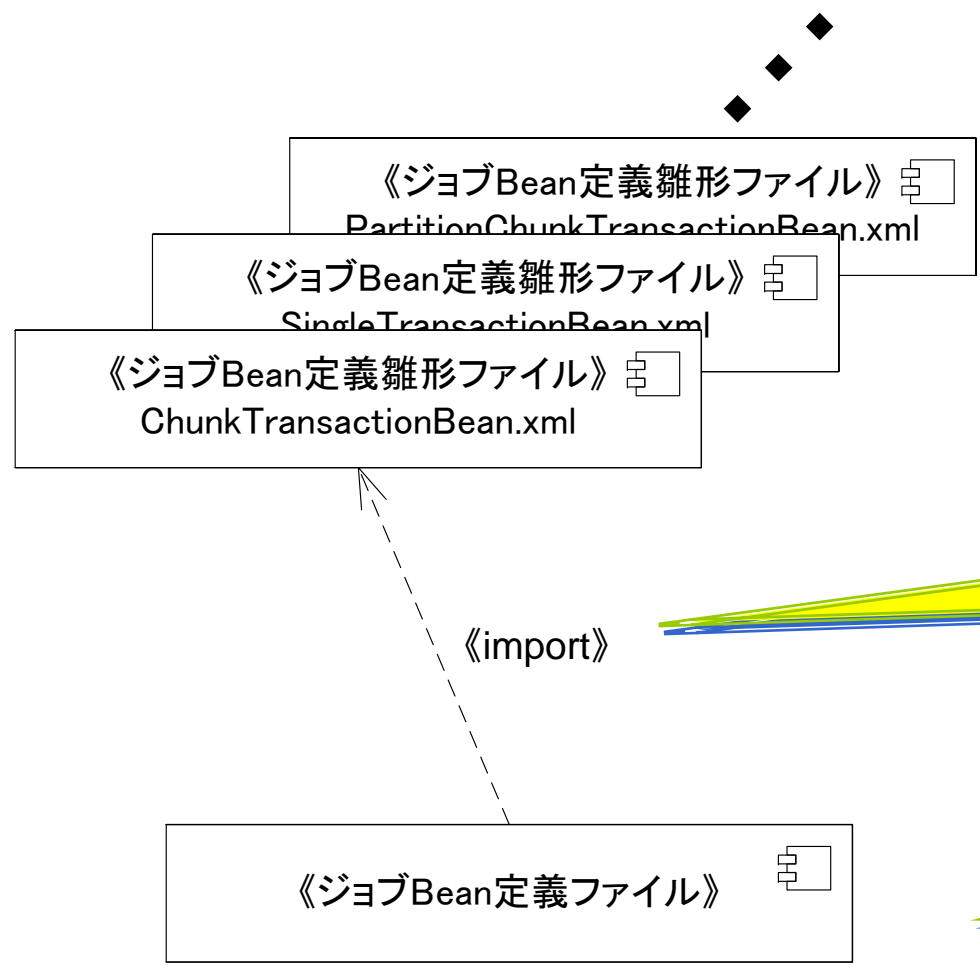 《ジョブBean定義雛形ファイル》
PartitionChunkTransactionBean.xml
《ジョブBean定義雛形ファイル》
SingleTransactionBean.xml
《ジョブBean定義雛形ファイル》
ChunkTransactionBean.xml
《import》
《ジョブBean定義ファイル》